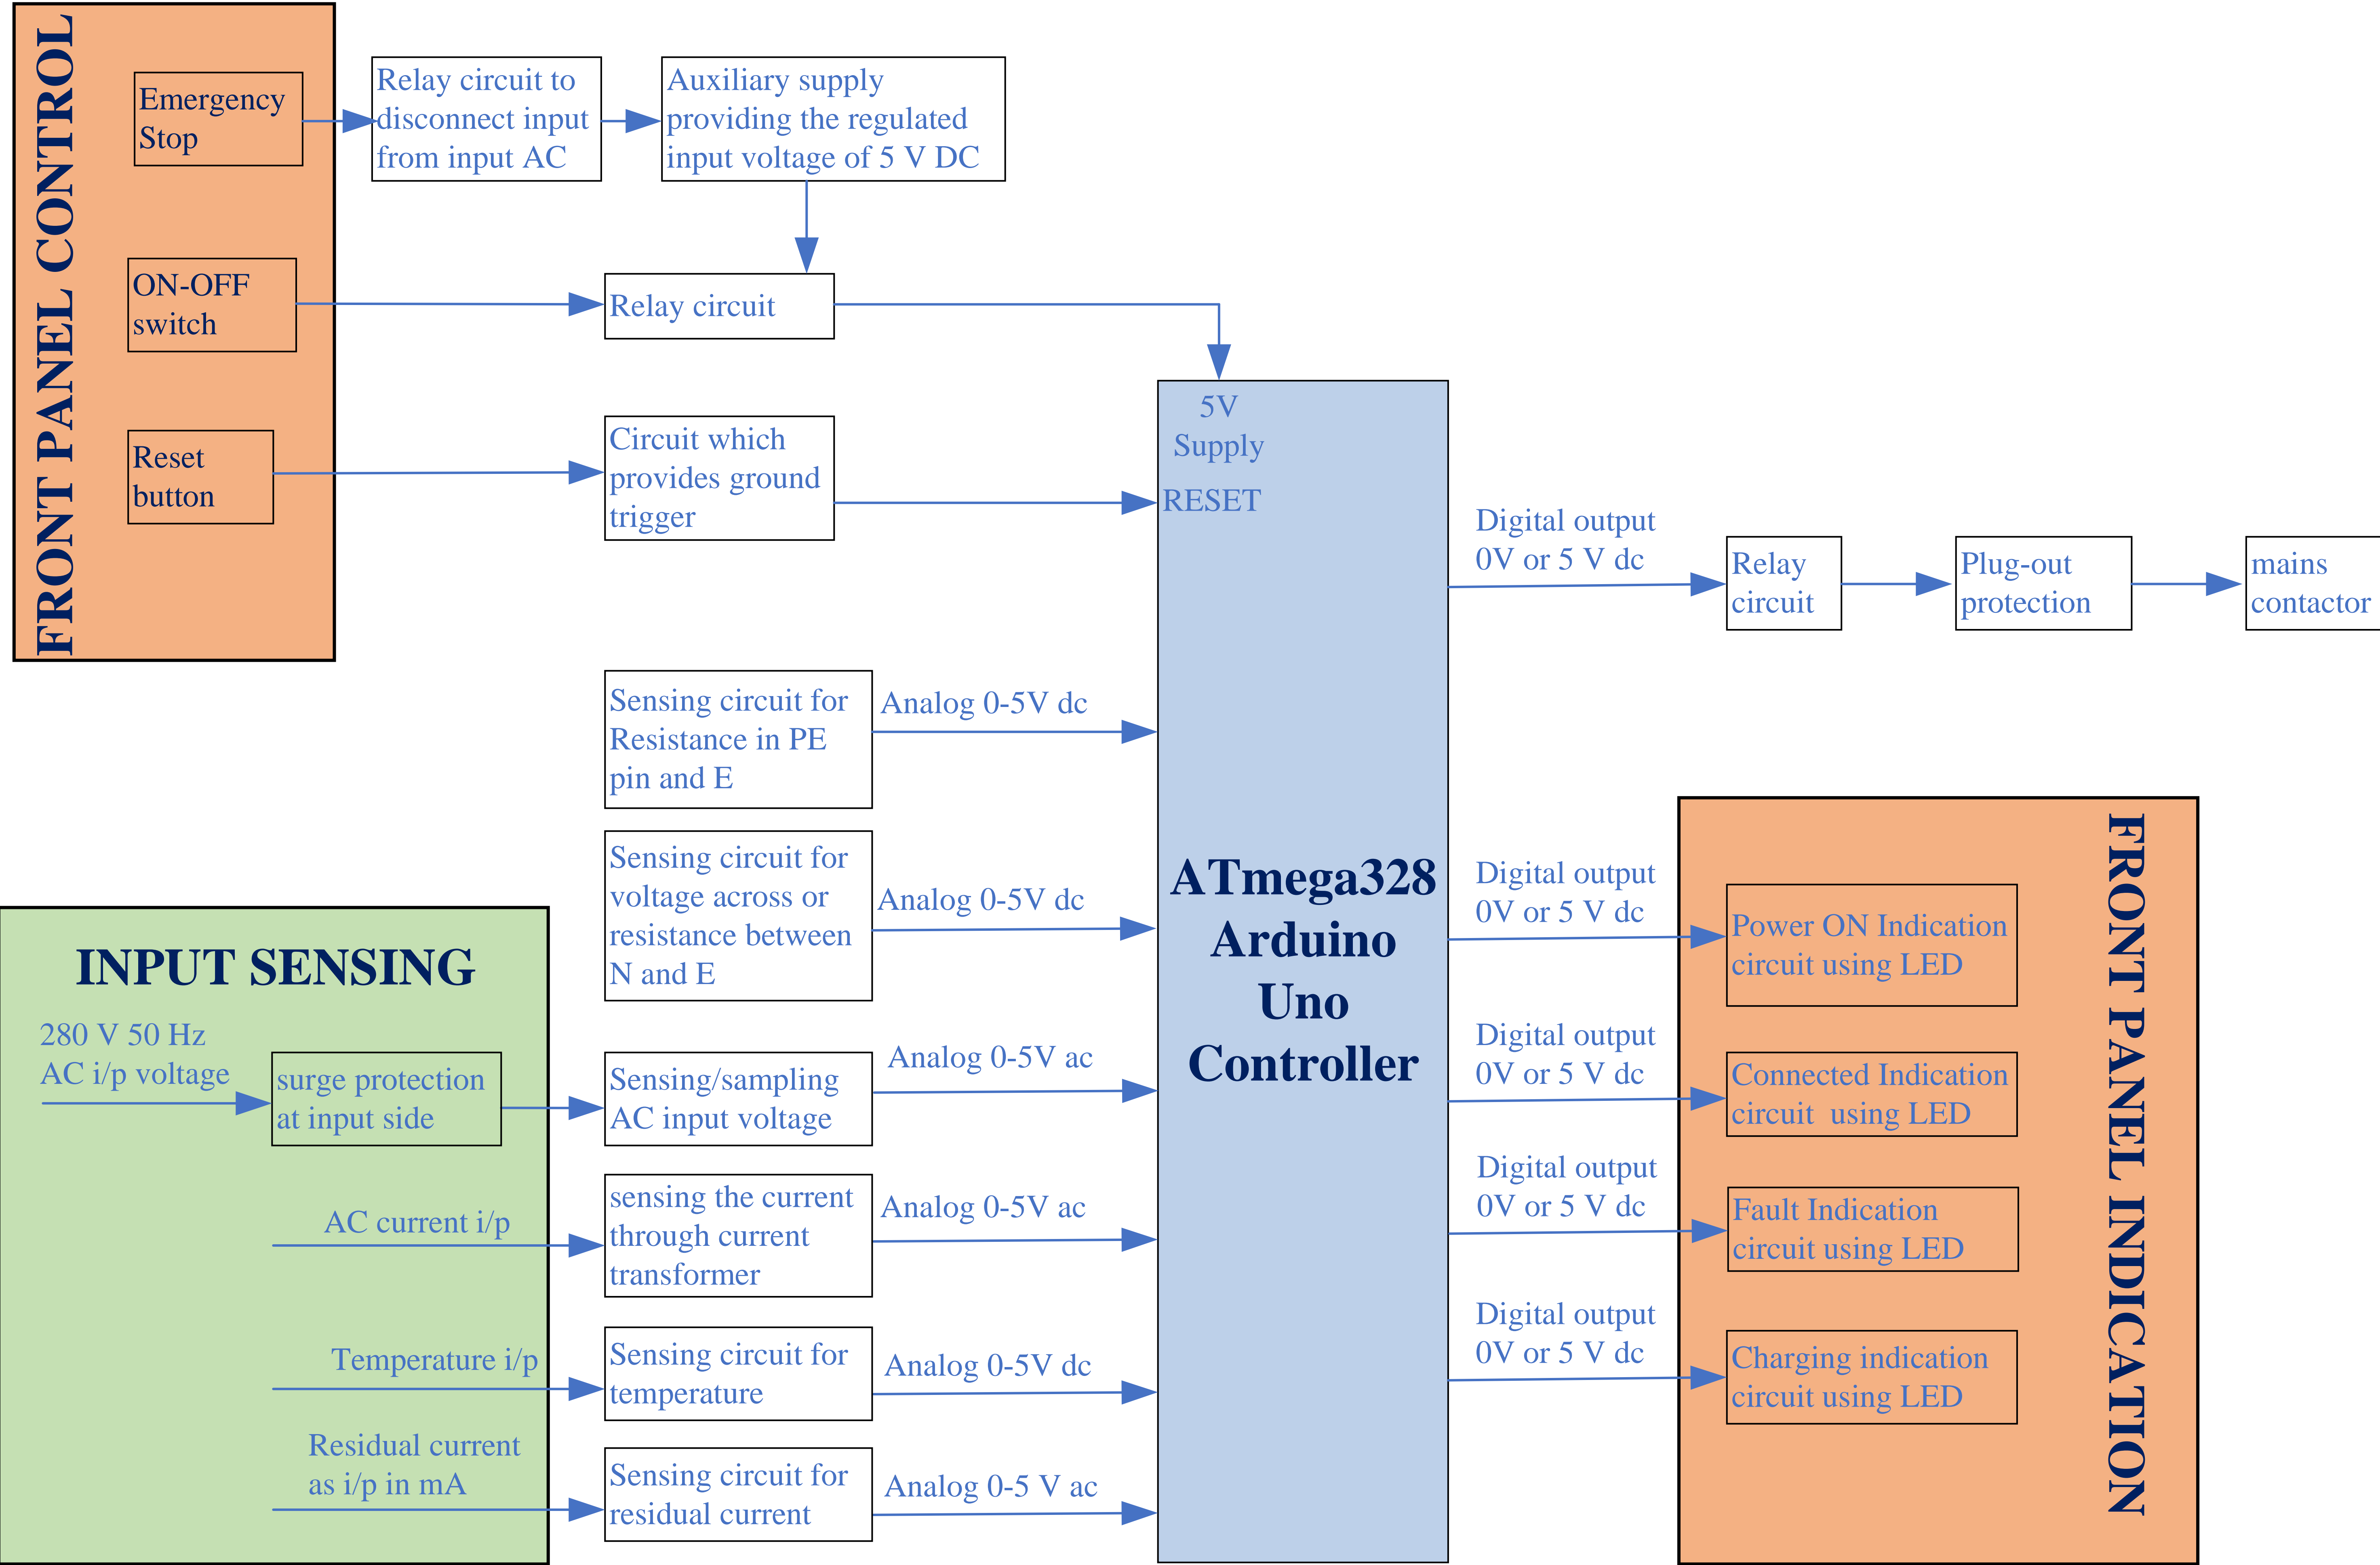 FRONT PANEL CONTROL
Emergency
Stop
ON-OFF
switch
Reset
button
Relay circuit to
disconnect input
from input AC
Auxiliary supply
providing the regulated
input voltage of 5 V DC
Relay circuit
Circuit which
provides ground
trigger
5V
Supply
RESET
ATmega328
Arduino
Uno
Controller
Digital output
0V or 5 V dc
Relay
circuit
Plug-out
protection
mains
contactor
Sensing circuit for
Resistance in PE
pin and E
Analog 0-5V dc
Sensing circuit for
voltage across or
resistance between
N and E
Analog 0-5V dc
INPUT SENSING
280 V 50 Hz
AC i/p voltage
surge protection
at input side
Sensing/sampling
AC input voltage
Analog 0-5V ac
AC current i/p
sensing the current
through current
transformer
Analog 0-5V ac
Temperature i/p
Sensing circuit for
temperature
Analog 0-5V dc
Residual current
as i/p in mA
Sensing circuit for
residual current
Analog 0-5 V ac
FRONT PANEL INDICATION
Digital output
0V or 5 V dc
Power ON Indication
circuit using LED
Digital output
0V or 5 V dc
Connected Indication
circuit  using LED
Digital output
0V or 5 V dc
Fault Indication
circuit using LED
Digital output
0V or 5 V dc
Charging indication
circuit using LED